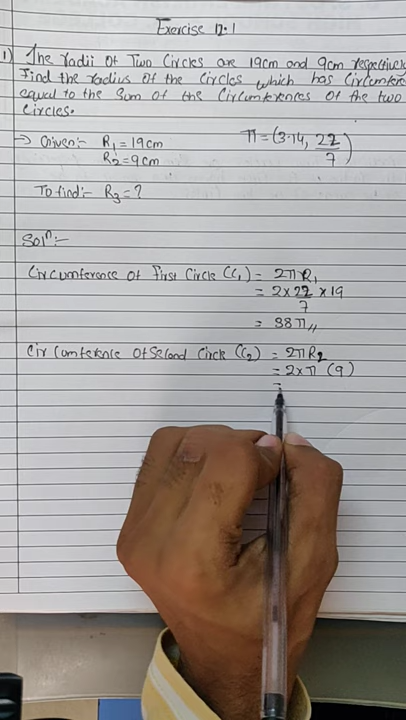 Exercise 12.1
1) The radii Of Two Circles are 19cm and 9cm respectively
Find the radius Of the Circles which has Circumfere
equal to the Sum of the Circumferences Of the two
Circles.
→ Given:- R₁ = 19cm π = (3.14, 22/7)
R₂ = 9cm
To find:- R₃ = ?
Solⁿ:-
Circumference Of First Circle (C₁) = 2πR₁
= 2 × 22/7 × 19
= 38π,,
Circumference Of Second Circle (C₂) = 2πR₂
= 2×π (9)
=